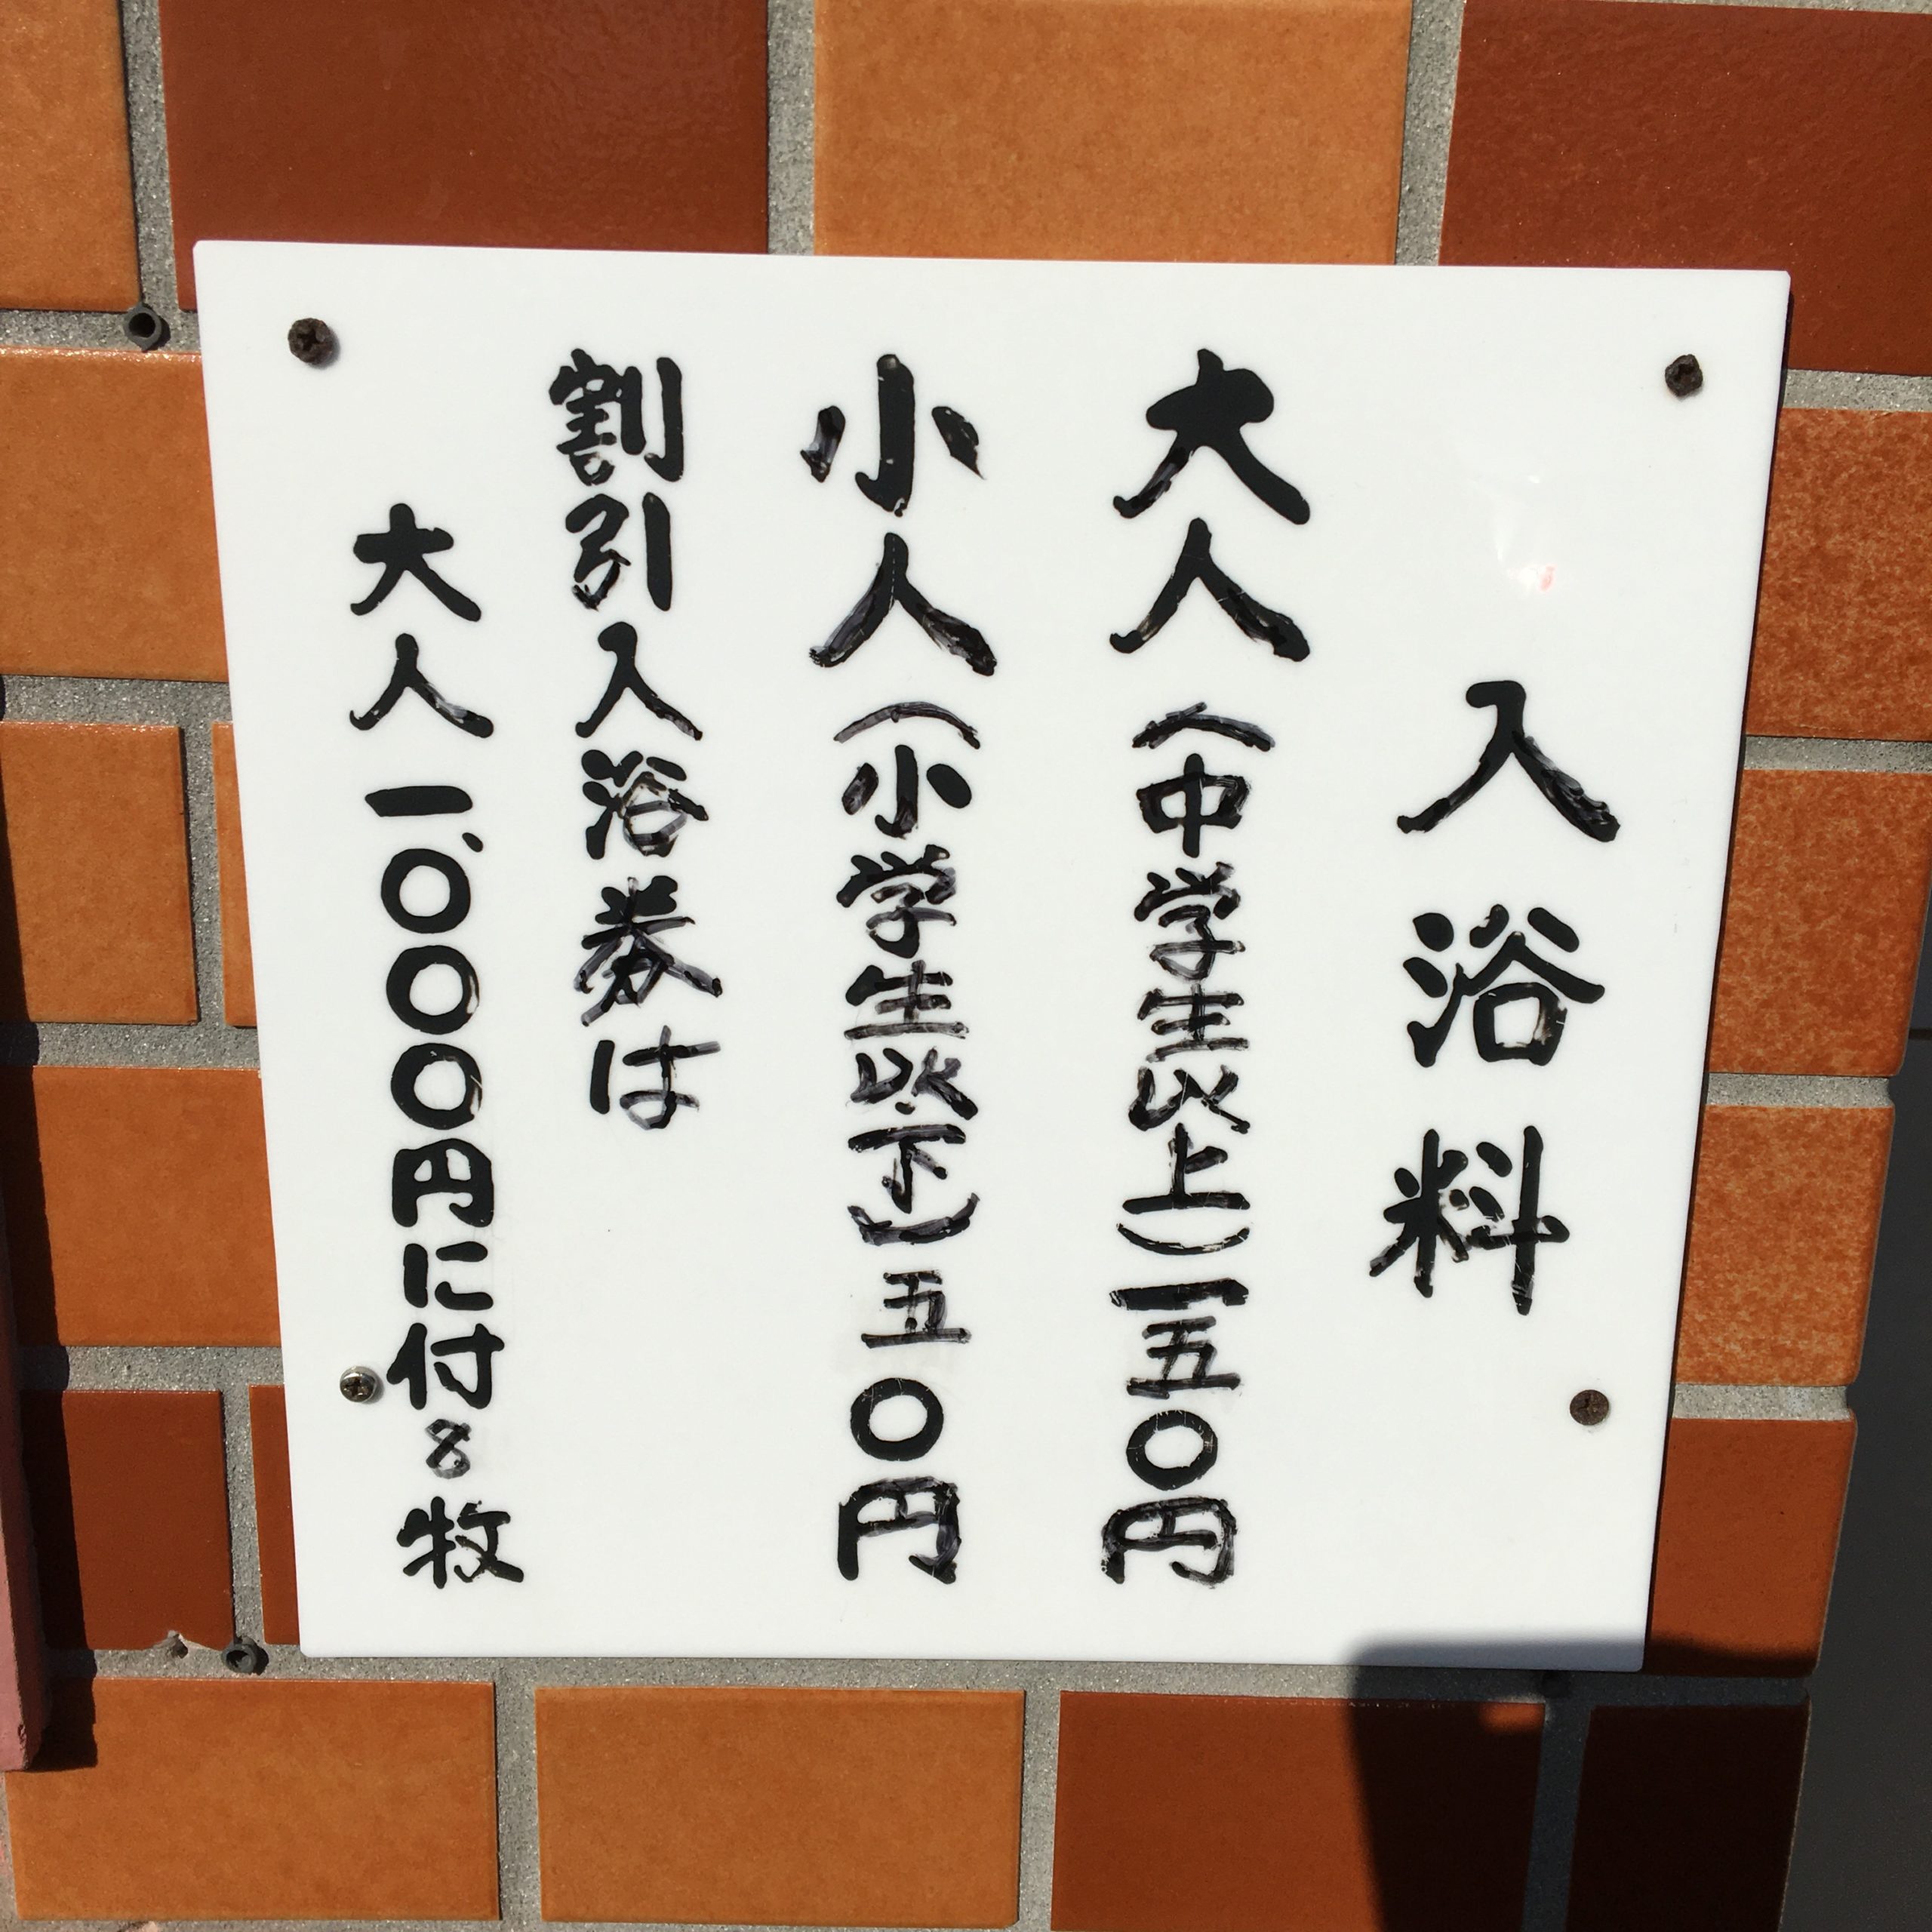 入浴料
大人(中学生以上)一五〇円
小人(小学生以下)五〇円
割引入浴券は
大人一、〇〇〇円に付8牧